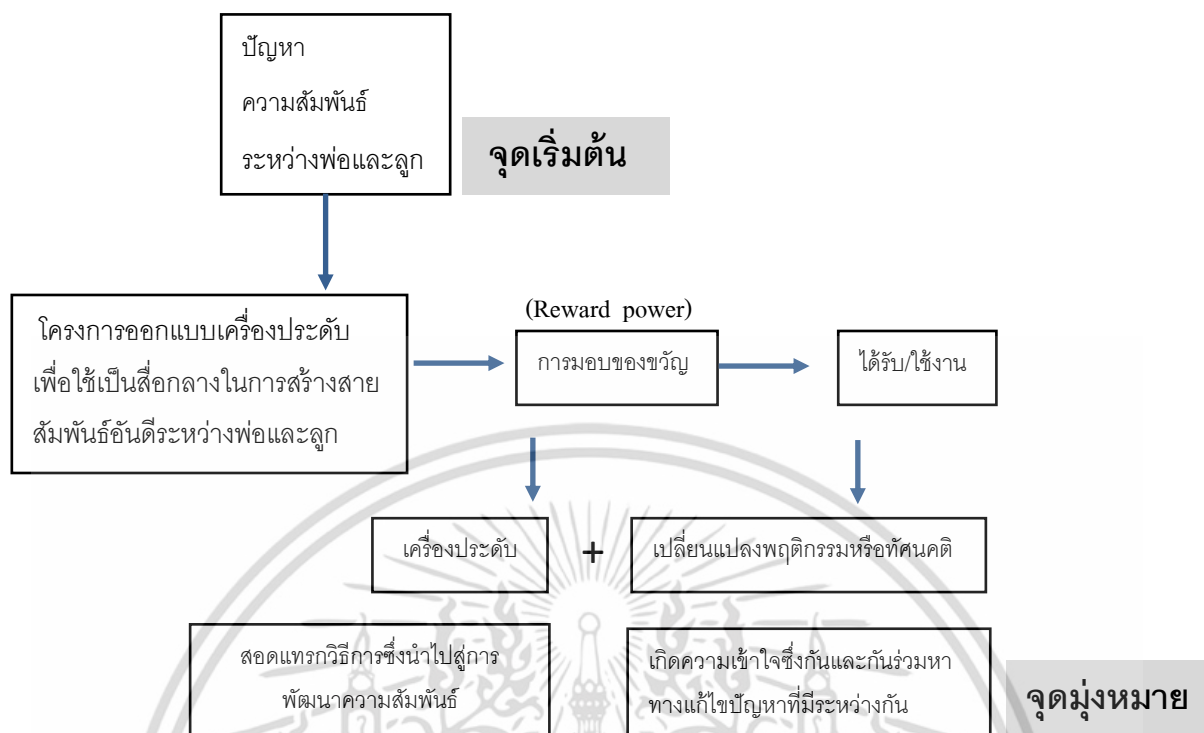 ปัญหา
ความสัมพันธ์
ระหว่างพ่อและลูก
จุดเริ่มต้น
โครงการออกแบบเครื่องประดับ
เพื่อใช้เป็นสื่อกลางในการสร้างสาย
สัมพันธ์อันดีระหว่างพ่อและลูก
(Reward power)
การมอบของขวัญ
ได้รับ/ใช้งาน
เครื่องประดับ
+
เปลี่ยนแปลงพฤติกรรมหรือทัศนคติ
สอดแทรกวิธีการซึ่งนำไปสู่การ
พัฒนาความสัมพันธ์
เกิดความเข้าใจซึ่งกันและกันร่วมหา
ทางแก้ไขปัญหาที่มีระหว่างกัน
จุดมุ่งหมาย